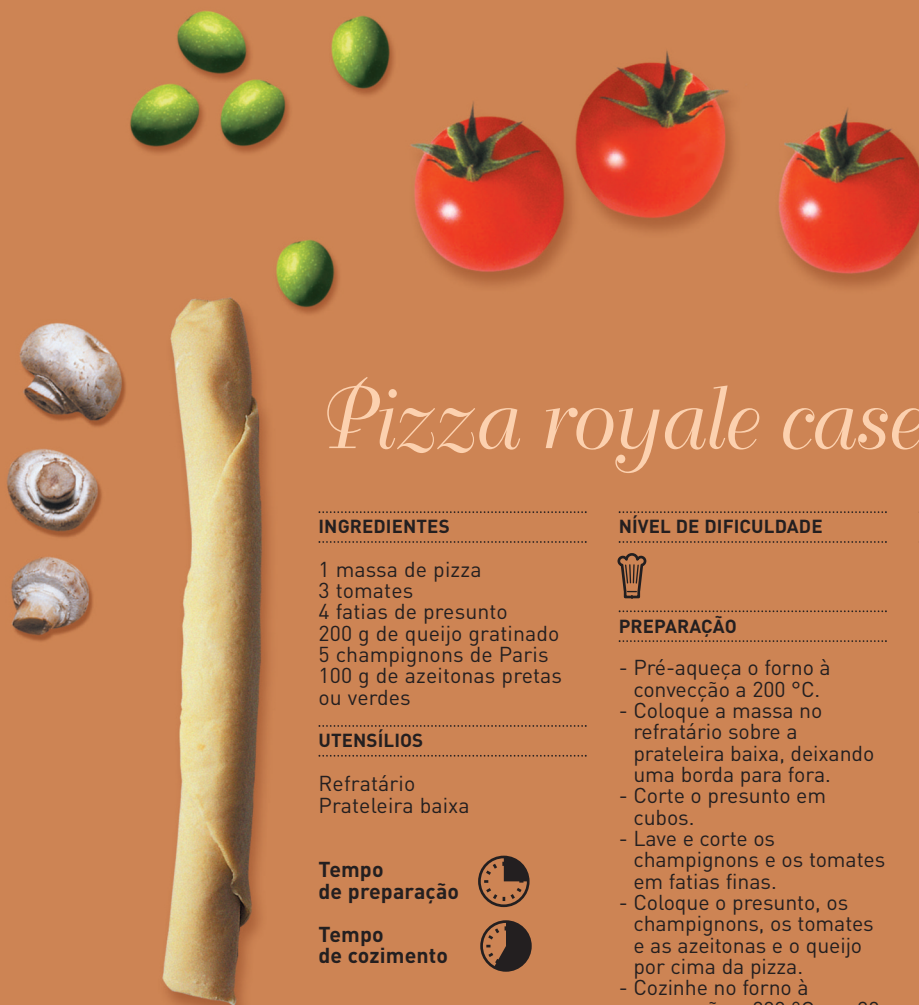 Pizza royale case
INGREDIENTES
1 massa de pizza
3 tomates
4 fatias de presunto
200 g de queijo gratinado
5 champignons de Paris
100 g de azeitonas pretas
ou verdes
UTENSÍLIOS
Refratário
Prateleira baixa
Tempo
de preparação
Tempo
de cozimento
NÍVEL DE DIFICULDADE
PREPARAÇÃO
- Pré-aqueça o forno à
convecção a 200 °C.
- Coloque a massa no
refratário sobre a
prateleira baixa, deixando
uma borda para fora.
- Corte o presunto em
cubos.
- Lave e corte os
champignons e os tomates
em fatias finas.
- Coloque o presunto, os
champignons, os tomates
e as azeitonas e o queijo
por cima da pizza.
- Cozinhe no forno à